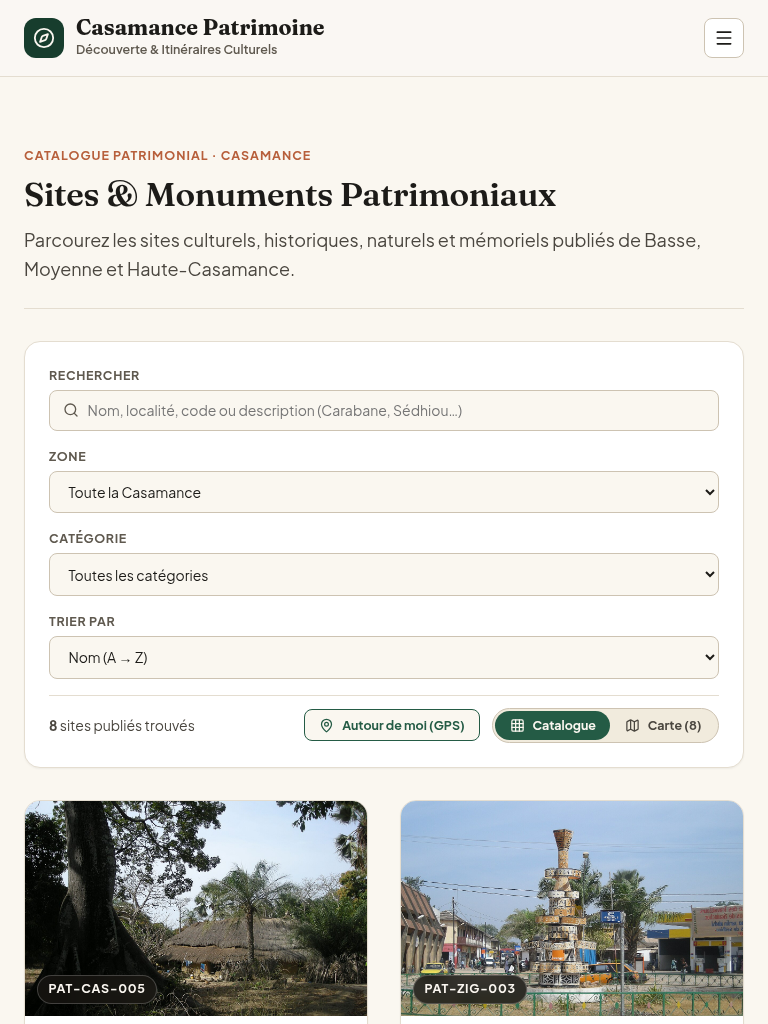 Casamance Patrimoine
Découverte & Itinéraires Culturels
CATALOGUE PATRIMONIAL · CASAMANCE
Sites & Monuments Patrimoniaux
Parcourez les sites culturels, historiques, naturels et mémoriels publiés de Basse,
Moyenne et Haute-Casamance.
RECHERCHER
Nom, localité, code ou description (Carabane, Sédhiou…)
ZONE
Toute la Casamance
CATÉGORIE
Toutes les catégories
TRIER PAR
Nom (A → Z)
8 sites publiés trouvés
Autour de moi (GPS)
Catalogue
Carte (8)
PAT-CAS-005
PAT-ZIG-003